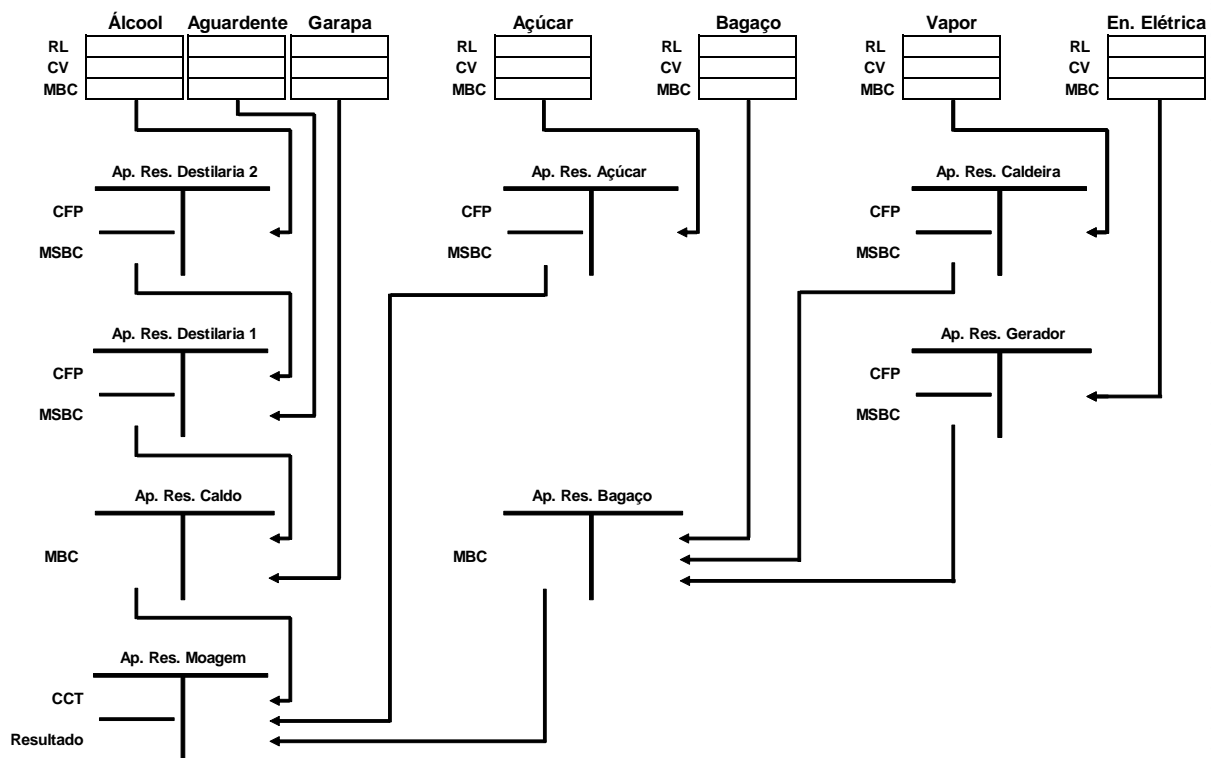 Álcool Aguardente Garapa Açúcar Bagaço Vapor En. Elétrica
RL RL RL RL RL
CV CV CV CV CV
MBC MBC MBC MBC MBC
Ap. Res. Destilaria 2 Ap. Res. Açúcar Ap. Res. Caldeira
CFP CFP CFP
MSBC MSBC MSBC
Ap. Res. Destilaria 1 Ap. Res. Gerador
CFP CFP
MSBC MSBC
Ap. Res. Caldo Ap. Res. Bagaço
MBC MBC
Ap. Res. Moagem
CCT
Resultado